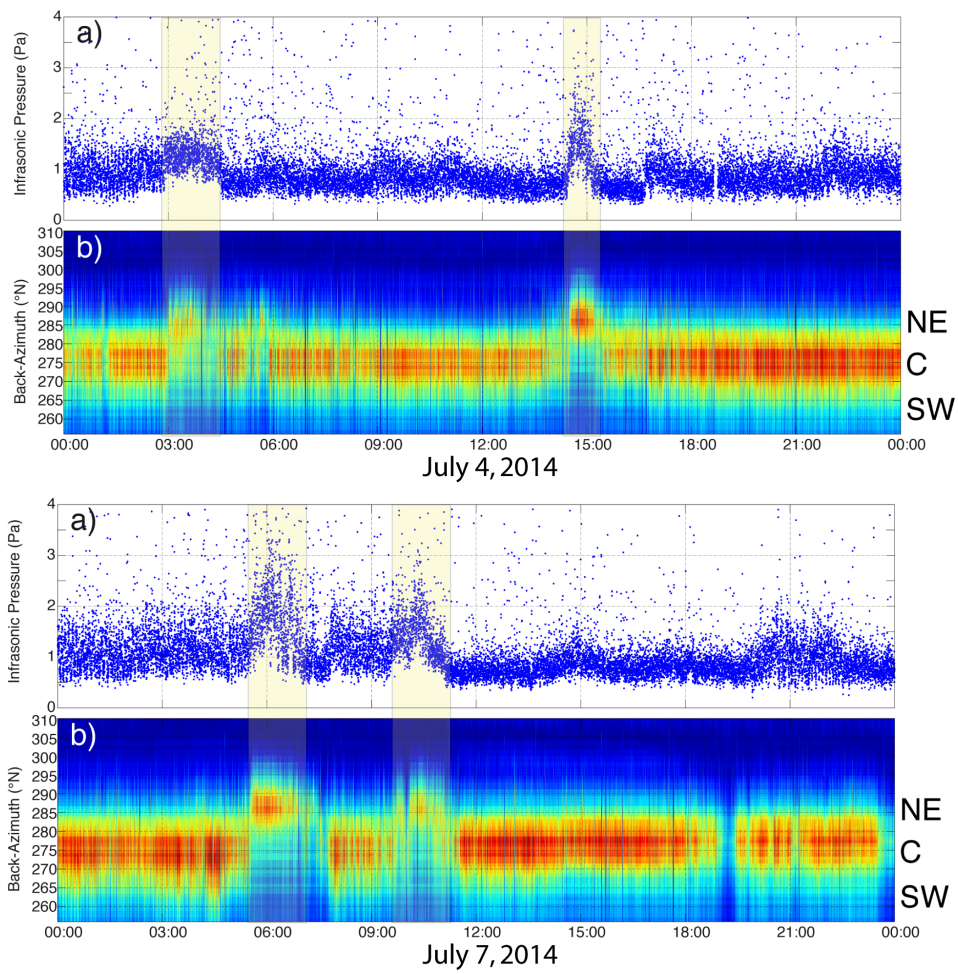 a)
Infrasonic Pressure (Pa)
4
3
2
1
0
b)
Back-Azimuth (°N)
310
305
300
295
290
285
280
275
270
265
260
NE
C
SW
00:00 03:00 06:00 09:00 12:00 15:00 18:00 21:00 00:00
July 4, 2014
a)
Infrasonic Pressure (Pa)
4
3
2
1
0
b)
Back-Azimuth (°N)
310
305
300
295
290
285
280
275
270
265
260
NE
C
SW
00:00 03:00 06:00 09:00 12:00 15:00 18:00 21:00 00:00
July 7, 2014